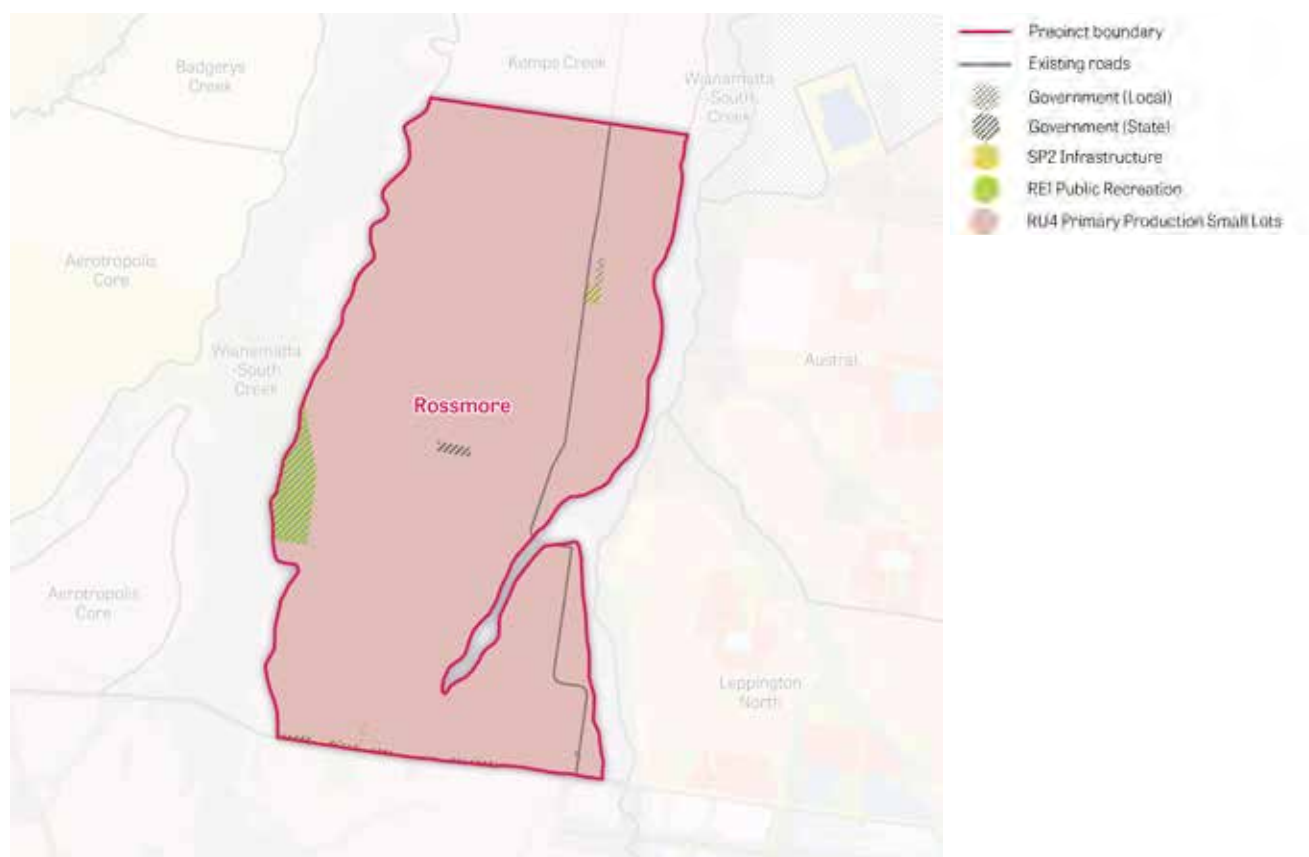 Badgerys
Creek
Kemps Creek
Wianamatta
-South
Creek
Aerotropolis
Core
Wianamatta
-South
Creek
Austral
Rossmore
Aerotropolis
Core
Leppington
North
Precinct boundary
Existing roads
Government (Local)
Government (State)
SP2 Infrastructure
RE1 Public Recreation
RU4 Primary Production Small Lots